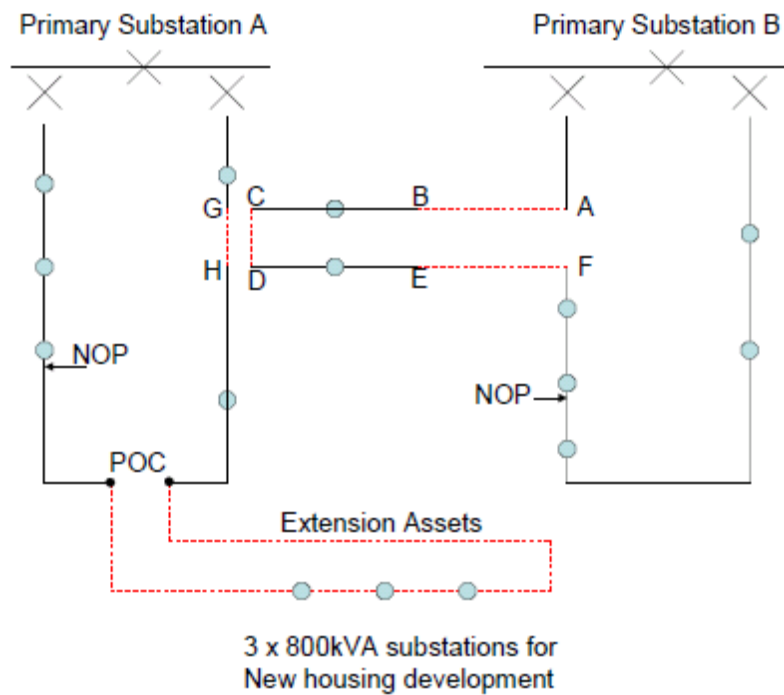 Primary Substation A
Primary Substation B
G C B A
H D E F
NOP
NOP
POC
Extension Assets
3 x 800kVA substations for
New housing development